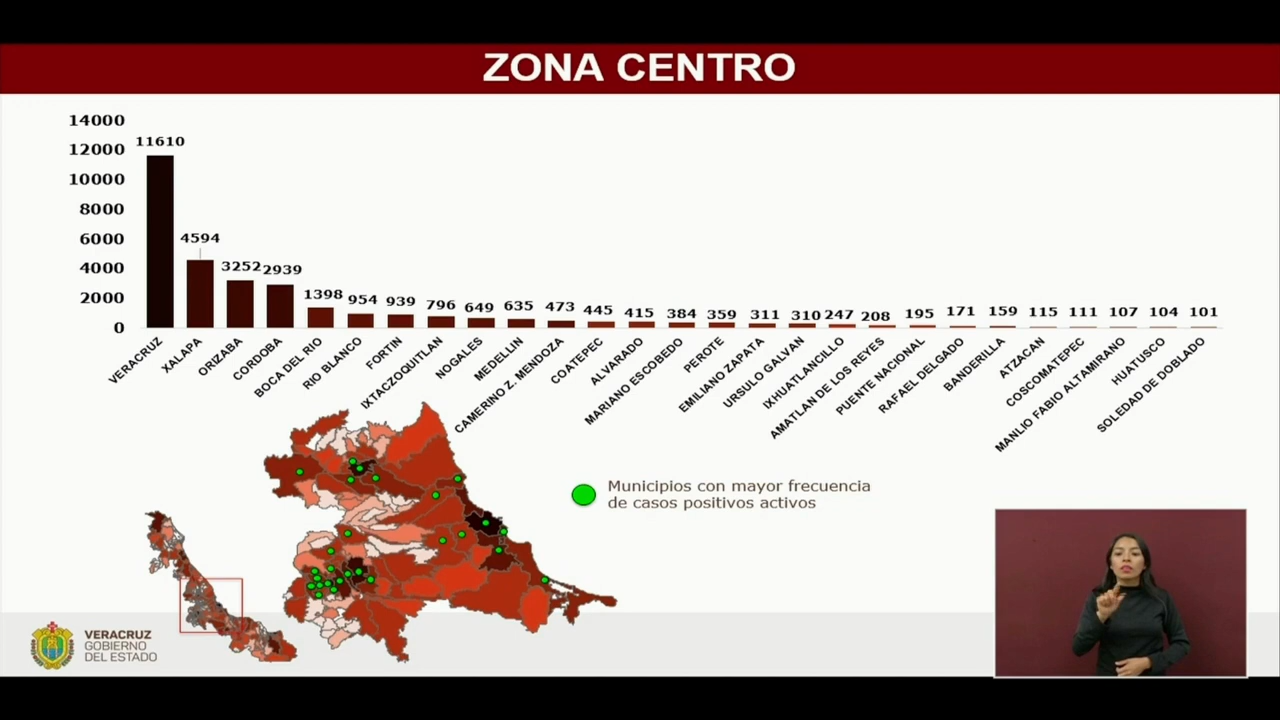 ZONA CENTRO
14000
12000
10000
8000
6000
4000
2000
0
11610
4594
3252
2939
1398
954
939
796
649
635
473
445
415
384
359
311
310
247
208
195
171
159
115
111
107
104
101
VERACRUZ
XALAPA
ORIZABA
CORDOBA
BOCA DEL RIO
RIO BLANCO
FORTIN
IXTACZOQUITLAN
NOGALES
MEDELLIN
CAMERINO Z. MENDOZA
COATEPEC
ALVARADO
MARIANO ESCOBEDO
PEROTE
EMILIANO ZAPATA
URSULO GALVAN
IXHUATLANCILLO
AMATLAN DE LOS REYES
PUENTE NACIONAL
RAFAEL DELGADO
BANDERILLA
ATZACAN
COSCOMATEPEC
MANLIO FABIO ALTAMIRANO
HUATUSCO
SOLEDAD DE DOBLADO
Municipios con mayor frecuencia
de casos positivos activos
VERACRUZ
GOBIERNO
DEL ESTADO